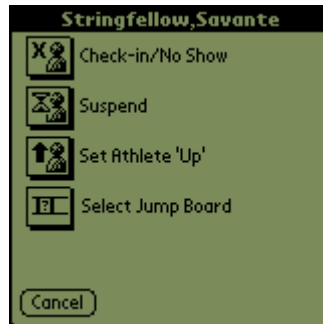 Stringfellow,Savante
Check-in/No Show
Suspend
Set Athlete 'Up'
Select Jump Board
Cancel